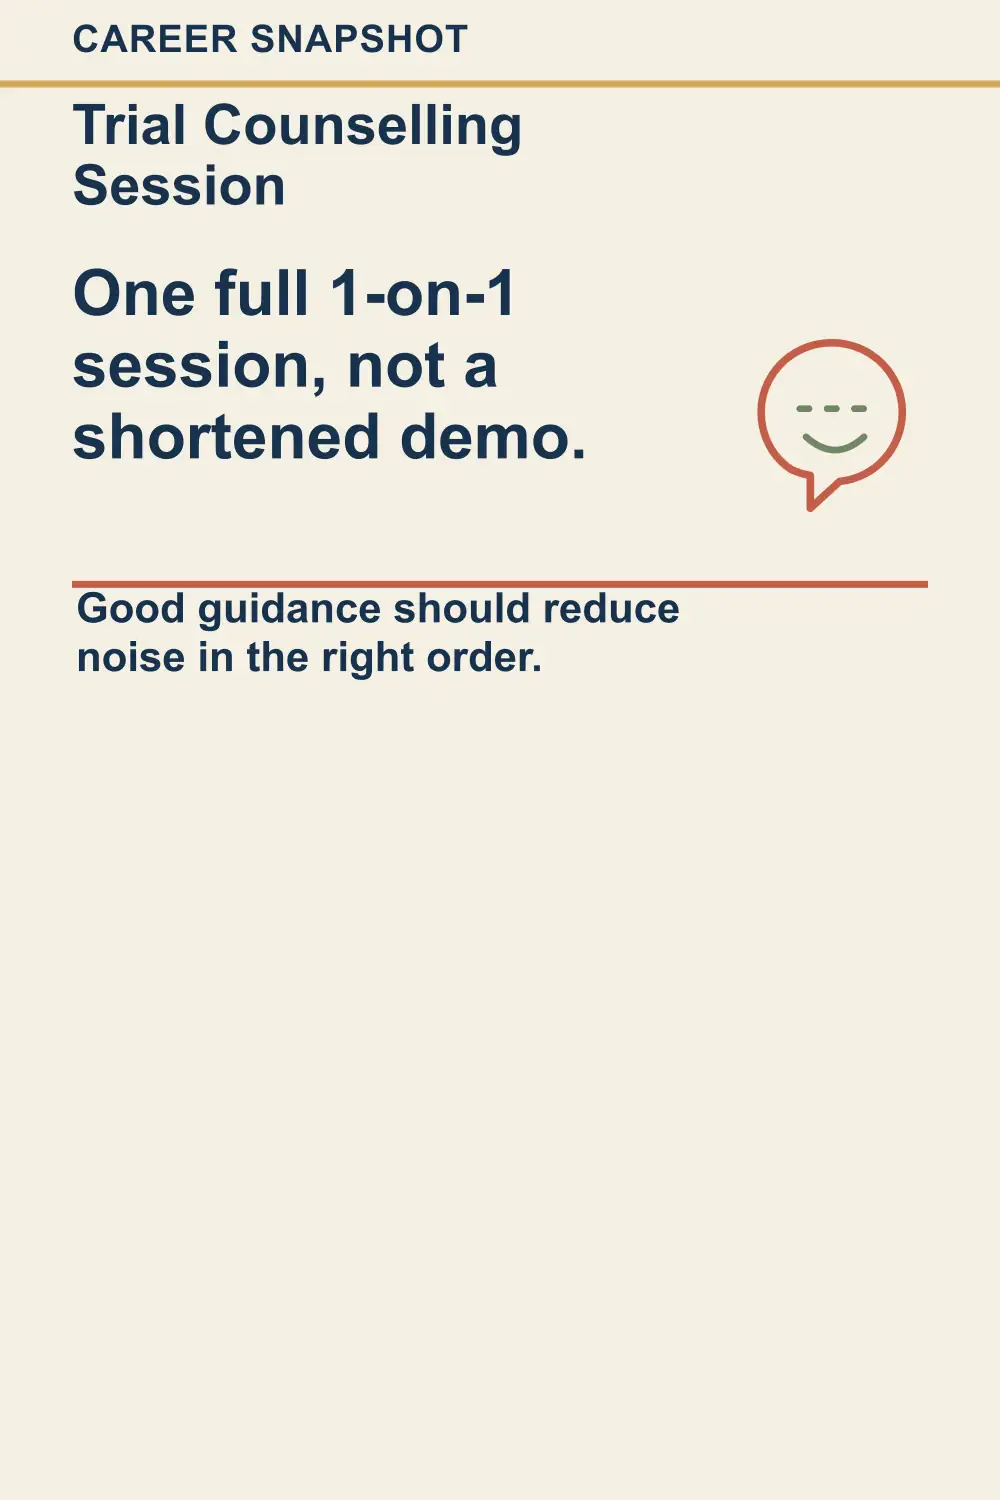 CAREER SNAPSHOT
Trial Counselling
Session
One full 1-on-1
session, not a
shortened demo.
Good guidance should reduce
noise in the right order.